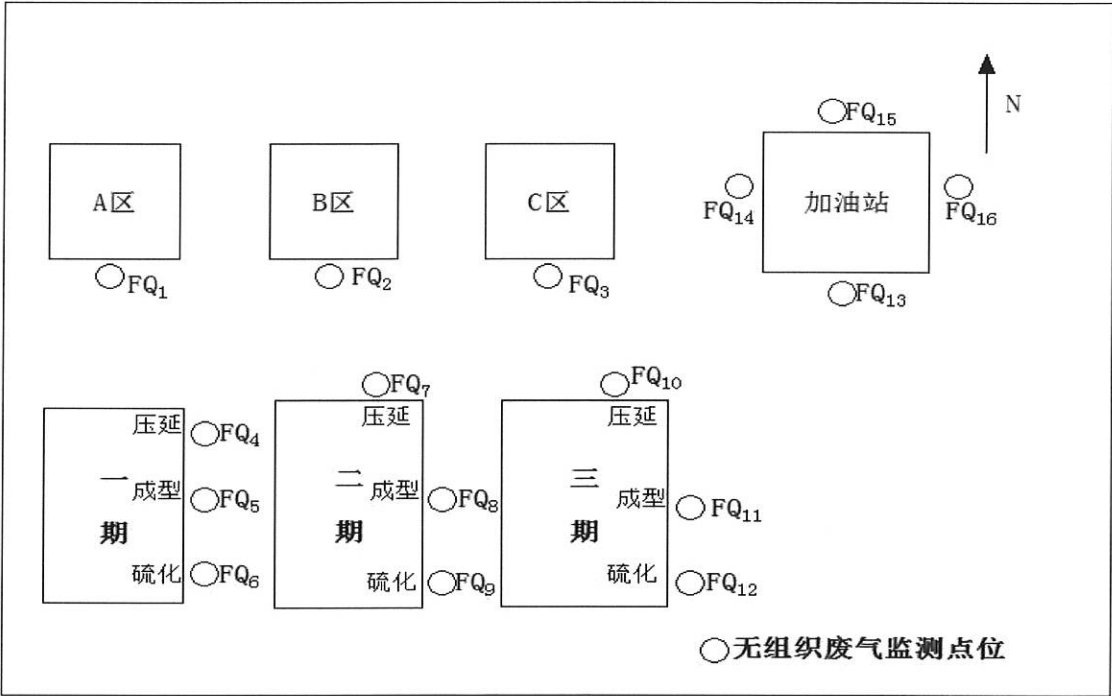 N
FQ15
A区
B区
C区
加油站
FQ14
FQ16
FQ1
FQ2
FQ3
FQ13
FQ7
FQ10
压延
FQ4
压延
压延
一
成型
FQ5
二
成型
FQ8
三
成型
FQ11
期
期
期
硫化
FQ6
硫化
FQ9
硫化
FQ12
无组织废气监测点位